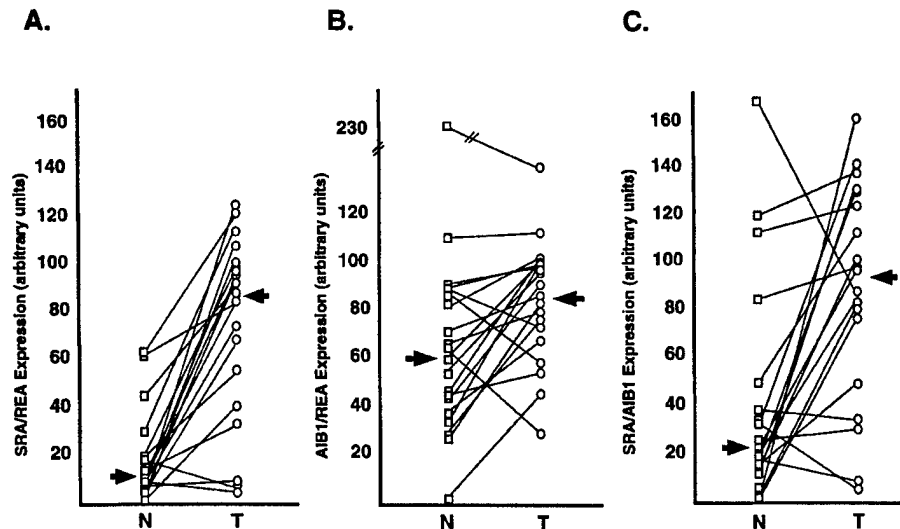 A.
B.
C.
SRA/REA Expression (arbitrary units)
160
140
120
100
80
60
40
20
N T
AIB1/REA Expression (arbitrary units)
230
120
100
80
60
40
20
N T
SRA/AIB1 Expression (arbitrary units)
160
140
120
100
80
60
40
20
N T